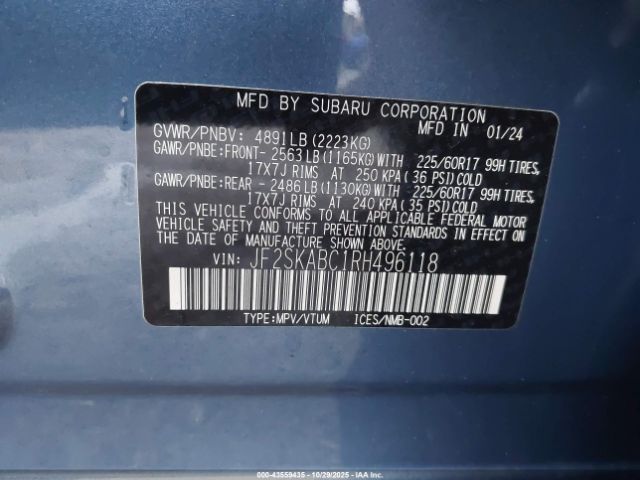 MFD BY SUBARU CORPORATION
MFD IN 01/24
GVWR/PNBV: 4891LB(2223KG)
GAWR/PNBE:FRONT- 2563LB(1165KG)WITH 225/60R17 99H TIRES,
17X7J RIMS AT 250 KPA(36 PSI)COLD
GAWR/PNBE:REAR - 2486LB(1130KG)WITH 225/60R17 99H TIRES,
17X7J RIMS AT 240 KPA(35 PSI)COLD
THIS VEHICLE CONFORMS TO ALL APPLICABLE FEDERAL MOTOR
VEHICLE SAFETY AND THEFT PREVENTION STANDARDS IN EFFECT
ON THE DATE OF MANUFACTURE SHOWN ABOVE.
VIN: JF2SKABC1RH496118
TYPE:MPV/VTUM ICES/NMB-002
000-43559435 - 10/29/2025 - IAA Inc.